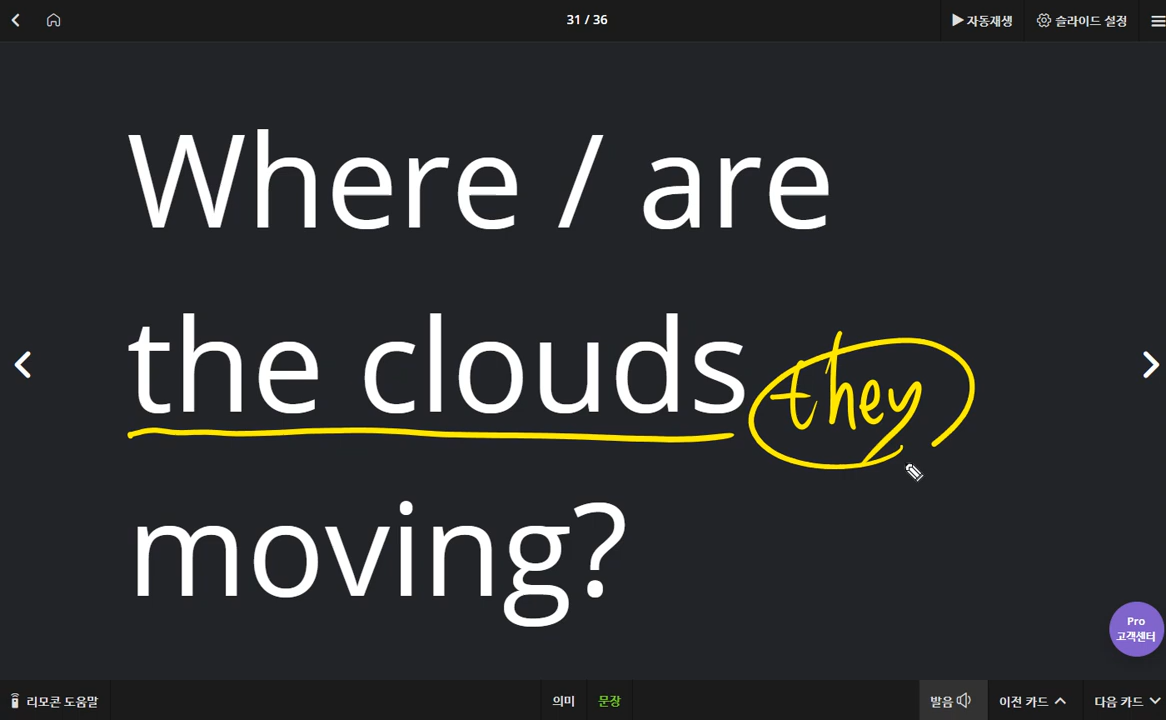 31 / 36
자동재생
슬라이드 설정
Where / are
the clouds they
moving?
Pro
고객센터
리모콘 도움말
의미
문장
발음
이전 카드
다음 카드